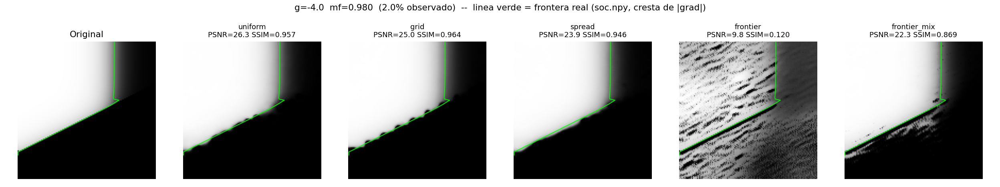 g=-4.0  mf=0.980  (2.0% observado)  --  linea verde = frontera real (soc.npy, cresta de |grad|)
Original
uniform
PSNR=26.3 SSIM=0.957
grid
PSNR=25.0 SSIM=0.964
spread
PSNR=23.9 SSIM=0.946
frontier
PSNR=9.8 SSIM=0.120
frontier_mix
PSNR=22.3 SSIM=0.869